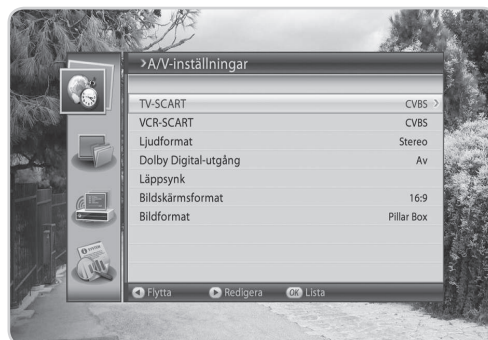 >A/V-inställningar
TV-SCART CVBS >
VCR-SCART CVBS
Ljudformat Stereo
Dolby Digital-utgång Av
Läppsynk
Bildskärmsformat 16:9
Bildformat Pillar Box
Flytta Redigera OK Lista